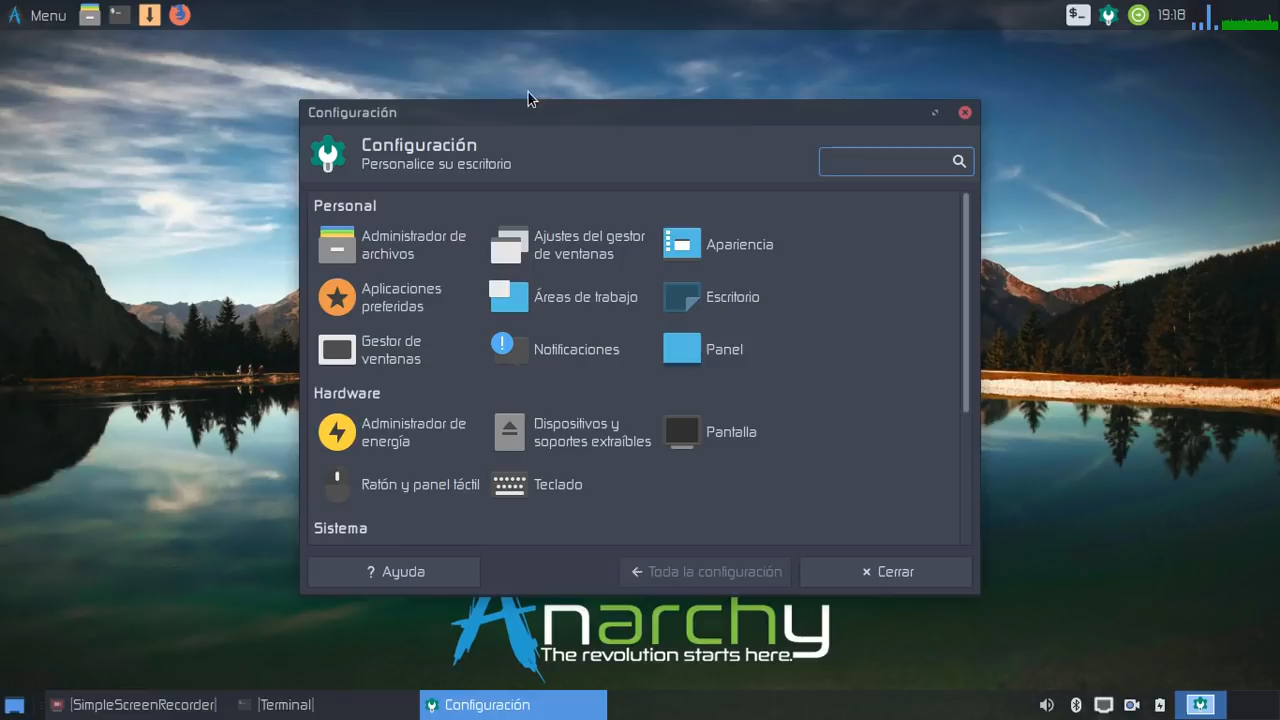 Menu
19:18
Configuración
Configuración
Personalice su escritorio
Personal
Administrador de
archivos
Ajustes del gestor
de ventanas
Apariencia
Aplicaciones
preferidas
Áreas de trabajo
Escritorio
Gestor de
ventanas
Notificaciones
Panel
Hardware
Administrador de
energía
Dispositivos y
soportes extraíbles
Pantalla
Ratón y panel táctil
Teclado
Sistema
? Ayuda
Toda la configuración
Cerrar
Anarchy
The revolution starts here.
[SimpleScreenRecorder]
[Terminal]
Configuración